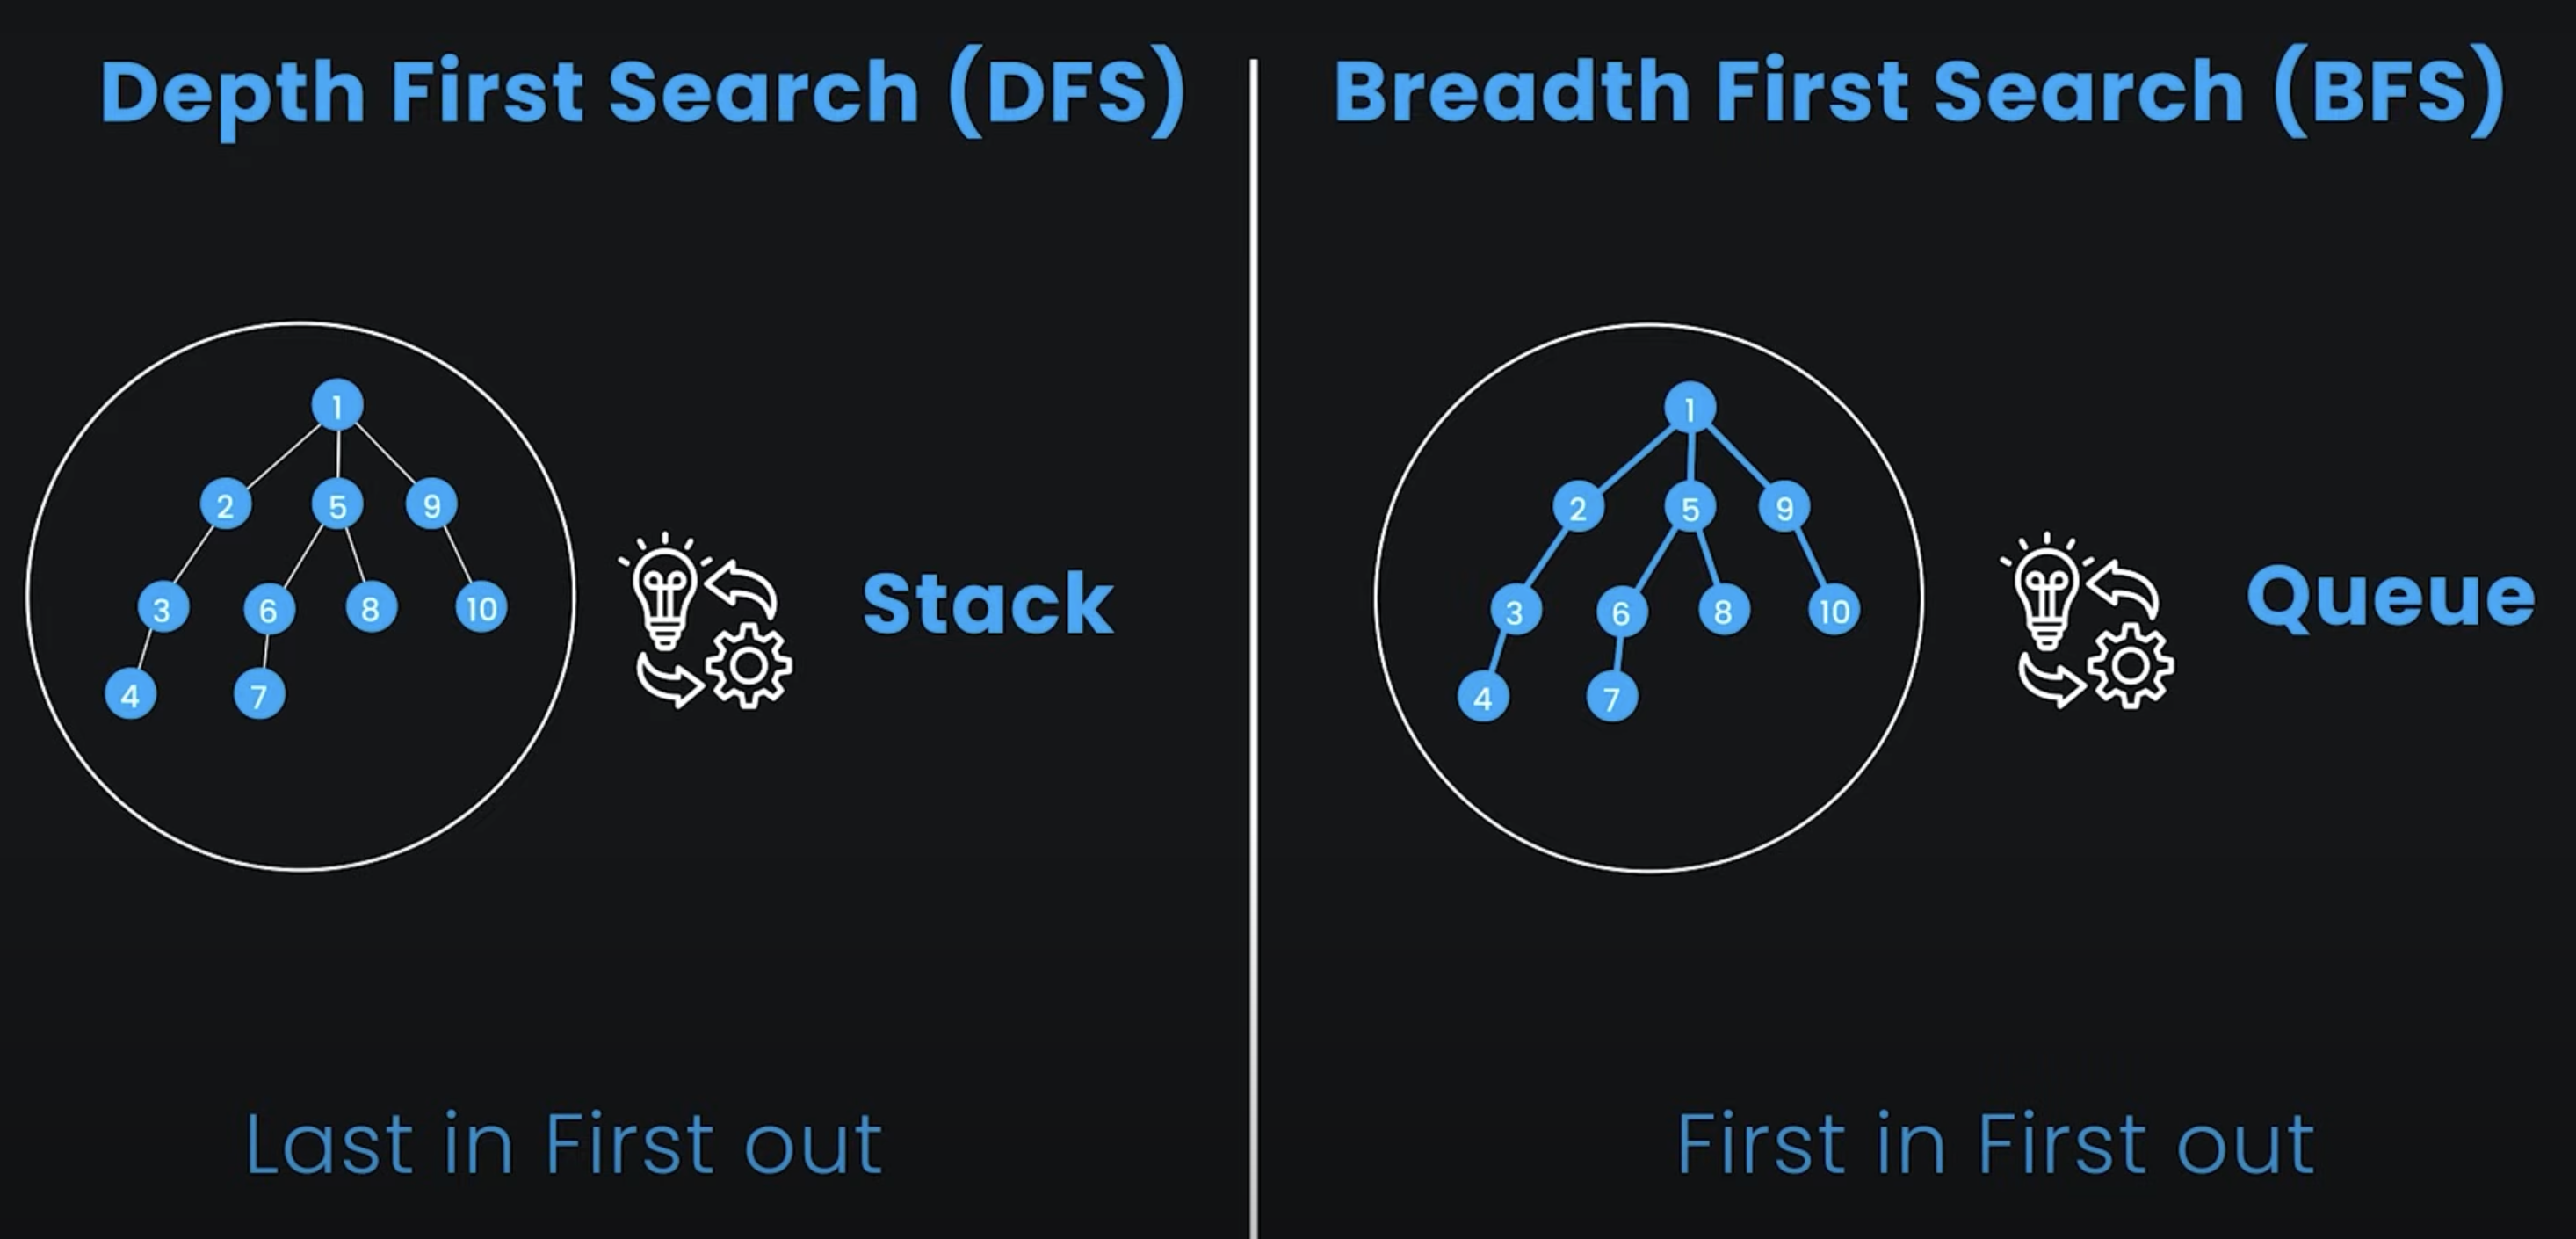 Depth First Search (DFS)
1
2 5 9
3 6 8 10
4 7
Stack
Last in First out
Breadth First Search (BFS)
1
2 5 9
3 6 8 10
4 7
Queue
First in First out